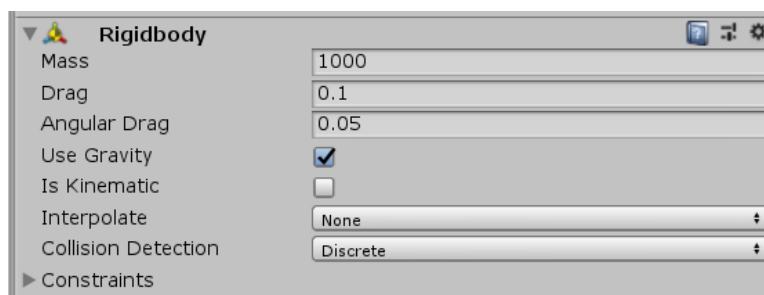 Rigidbody
Mass 1000
Drag 0.1
Angular Drag 0.05
Use Gravity
Is Kinematic
Interpolate None
Collision Detection Discrete
Constraints